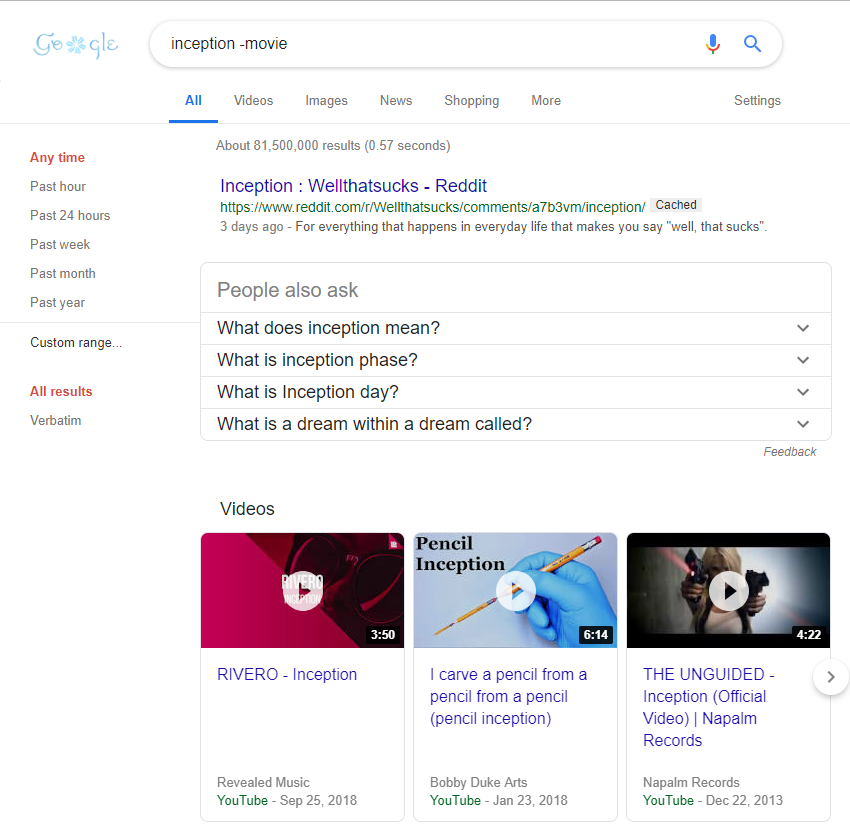 Google
inception -movie
All Videos Images News Shopping More Settings
About 81,500,000 results (0.57 seconds)
Any time
Past hour
Past 24 hours
Past week
Past month
Past year
Custom range...
All results
Verbatim
Inception : Wellthatsucks - Reddit
https://www.reddit.com/r/Wellthatsucks/comments/a7b3vm/inception/ Cached
3 days ago - For everything that happens in everyday life that makes you say "well, that sucks".
People also ask
What does inception mean?
What is inception phase?
What is Inception day?
What is a dream within a dream called?
Feedback
Videos
RIVERO
INCEPTION
3:50
RIVERO - Inception
Revealed Music
YouTube - Sep 25, 2018
Pencil
Inception
6:14
I carve a pencil from a
pencil from a pencil
(pencil inception)
Bobby Duke Arts
YouTube - Jan 23, 2018
4:22
THE UNGUIDED -
Inception (Official
Video) | Napalm
Records
Napalm Records
YouTube - Dec 22, 2013